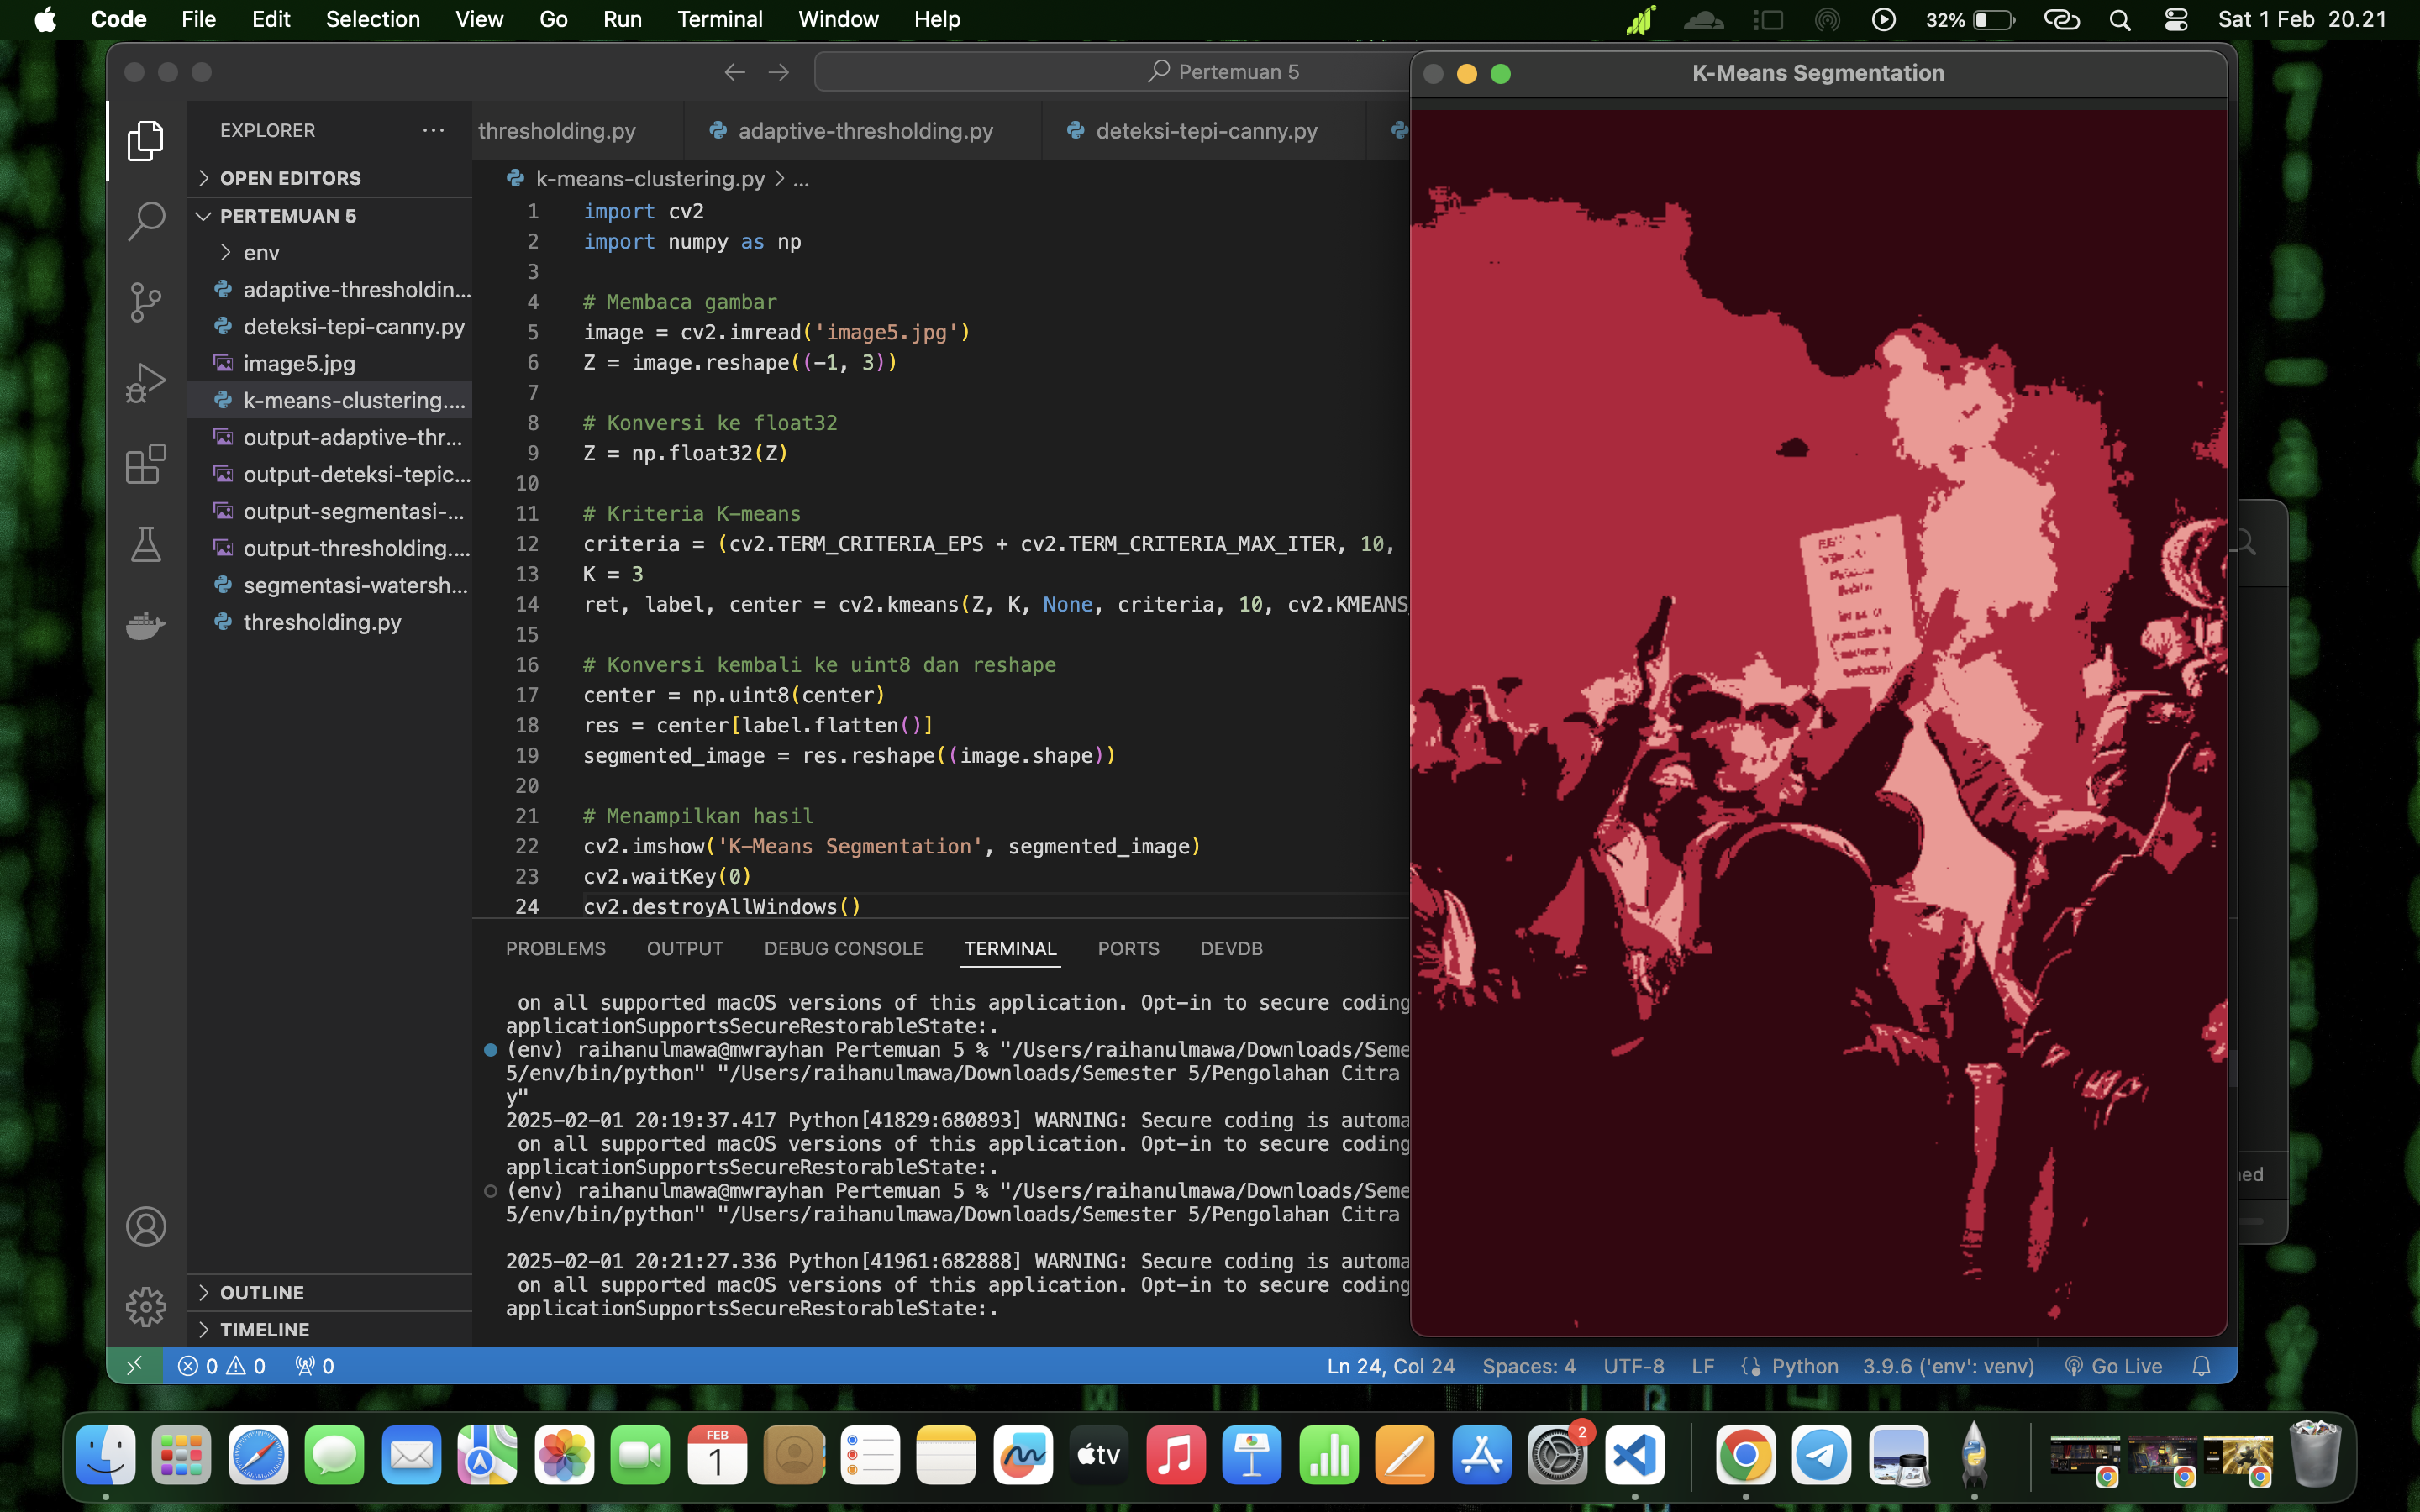 Code File Edit Selection View Go Run Terminal Window Help 32% Sat 1 Feb 20.21
Pertemuan 5
EXPLORER ...
OPEN EDITORS
PERTEMUAN 5
env
adaptive-thresholdin...
deteksi-tepi-canny.py
image5.jpg
k-means-clustering....
output-adaptive-thr...
output-deteksi-tepic...
output-segmentasi-...
output-thresholding....
segmentasi-watersh...
thresholding.py
OUTLINE
TIMELINE
thresholding.py adaptive-thresholding.py deteksi-tepi-canny.py
k-means-clustering.py > ...
1 import cv2
2 import numpy as np
3
4 # Membaca gambar
5 image = cv2.imread('image5.jpg')
6 Z = image.reshape((-1, 3))
7
8 # Konversi ke float32
9 Z = np.float32(Z)
10
11 # Kriteria K-means
12 criteria = (cv2.TERM_CRITERIA_EPS + cv2.TERM_CRITERIA_MAX_ITER, 10,
13 K = 3
14 ret, label, center = cv2.kmeans(Z, K, None, criteria, 10, cv2.KMEANS_
15
16 # Konversi kembali ke uint8 dan reshape
17 center = np.uint8(center)
18 res = center[label.flatten()]
19 segmented_image = res.reshape((image.shape))
20
21 # Menampilkan hasil
22 cv2.imshow('K-Means Segmentation', segmented_image)
23 cv2.waitKey(0)
24 cv2.destroyAllWindows()
PROBLEMS OUTPUT DEBUG CONSOLE TERMINAL PORTS DEVDB
on all supported macOS versions of this application. Opt-in to secure coding
applicationSupportsSecureRestorableState:.
(env) raihanulmawa@mwrayhan Pertemuan 5 % "/Users/raihanulmawa/Downloads/Seme
5/env/bin/python" "/Users/raihanulmawa/Downloads/Semester 5/Pengolahan Citra
y"
2025-02-01 20:19:37.417 Python[41829:680893] WARNING: Secure coding is automa
on all supported macOS versions of this application. Opt-in to secure coding
applicationSupportsSecureRestorableState:.
(env) raihanulmawa@mwrayhan Pertemuan 5 % "/Users/raihanulmawa/Downloads/Seme
5/env/bin/python" "/Users/raihanulmawa/Downloads/Semester 5/Pengolahan Citra
2025-02-01 20:21:27.336 Python[41961:682888] WARNING: Secure coding is automa
on all supported macOS versions of this application. Opt-in to secure coding
applicationSupportsSecureRestorableState:.
K-Means Segmentation
ed
0 0 0 Ln 24, Col 24 Spaces: 4 UTF-8 LF Python 3.9.6 ('env': venv) Go Live
FEB
1
tv
2